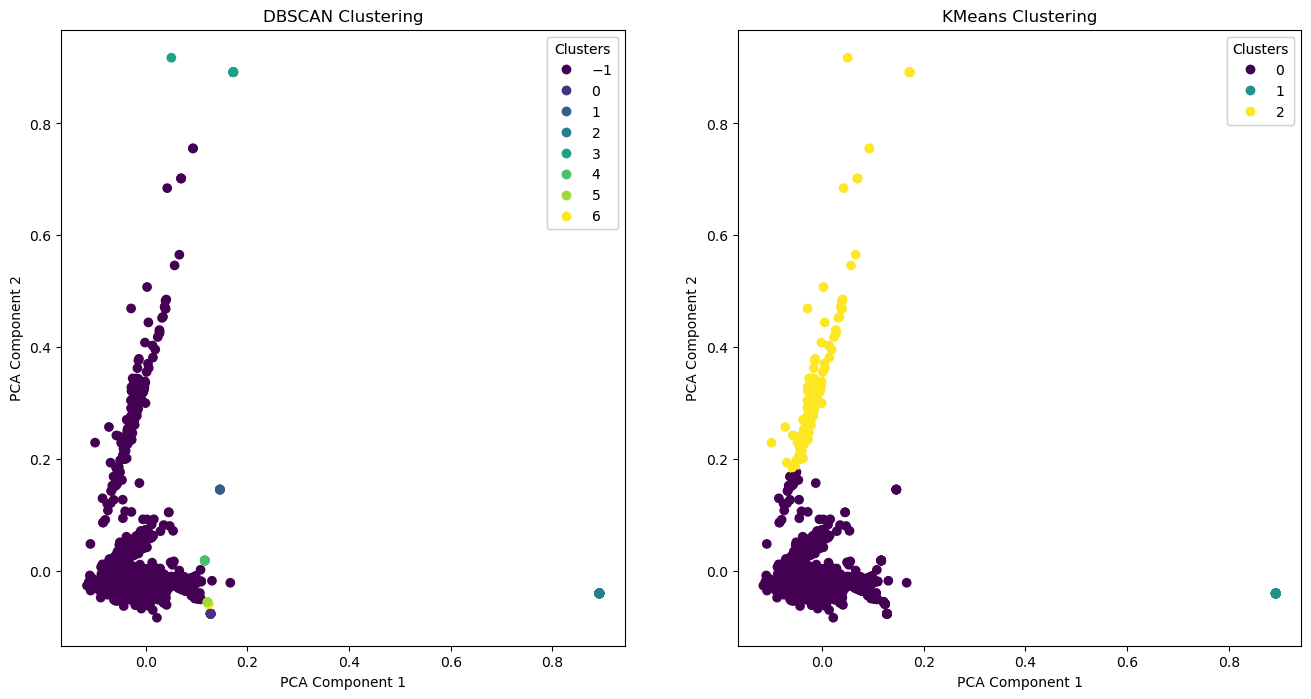 DBSCAN Clustering
Clusters
−1
0
1
2
3
4
5
6
0.8
0.6
0.4
0.2
0.0
PCA Component 2
0.0 0.2 0.4 0.6 0.8
PCA Component 1
KMeans Clustering
Clusters
0
1
2
0.8
0.6
0.4
0.2
0.0
PCA Component 2
0.0 0.2 0.4 0.6 0.8
PCA Component 1